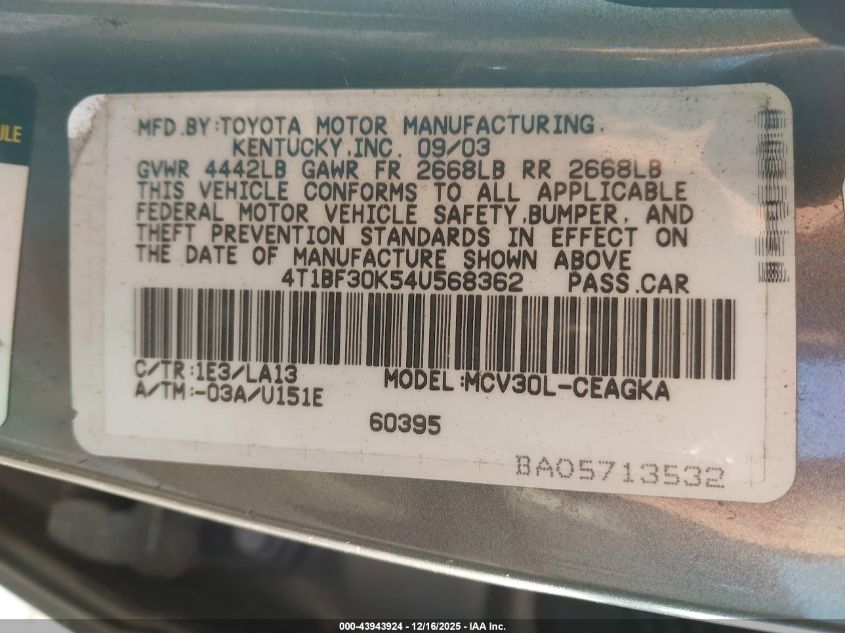 ULE
MFD.BY:TOYOTA MOTOR MANUFACTURING,
KENTUCKY,INC. 09/03
GVWR 4442LB GAWR FR 2668LB RR 2668LB
THIS VEHICLE CONFORMS TO ALL APPLICABLE
FEDERAL MOTOR VEHICLE SAFETY,BUMPER, AND
THEFT PREVENTION STANDARDS IN EFFECT ON
THE DATE OF MANUFACTURE SHOWN ABOVE
4T1BF30K54U568362 PASS.CAR
C/TR:1E3/LA13
A/TM:-03A/U151E
MODEL:MCV30L-CEAGKA
60395
BA05713532
000-43943924 - 12/16/2025 - IAA Inc.